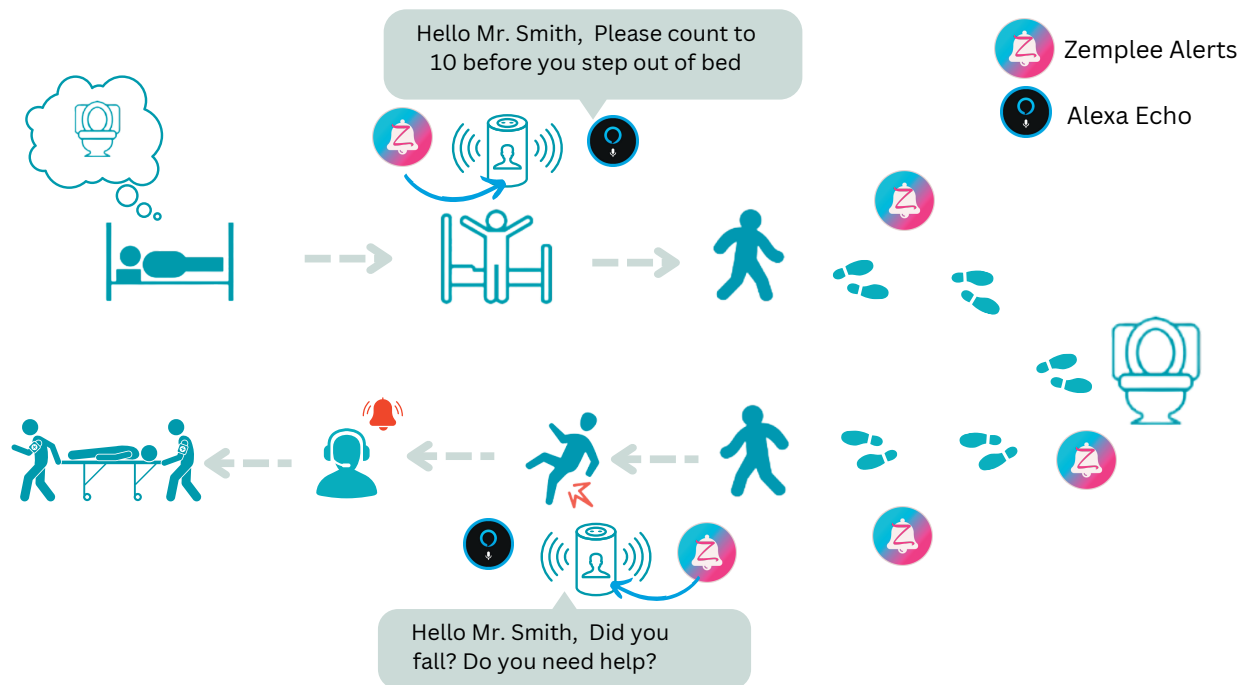 Hello Mr. Smith, Please count to
10 before you step out of bed
Zemplee Alerts
Alexa Echo
Hello Mr. Smith, Did you
fall? Do you need help?